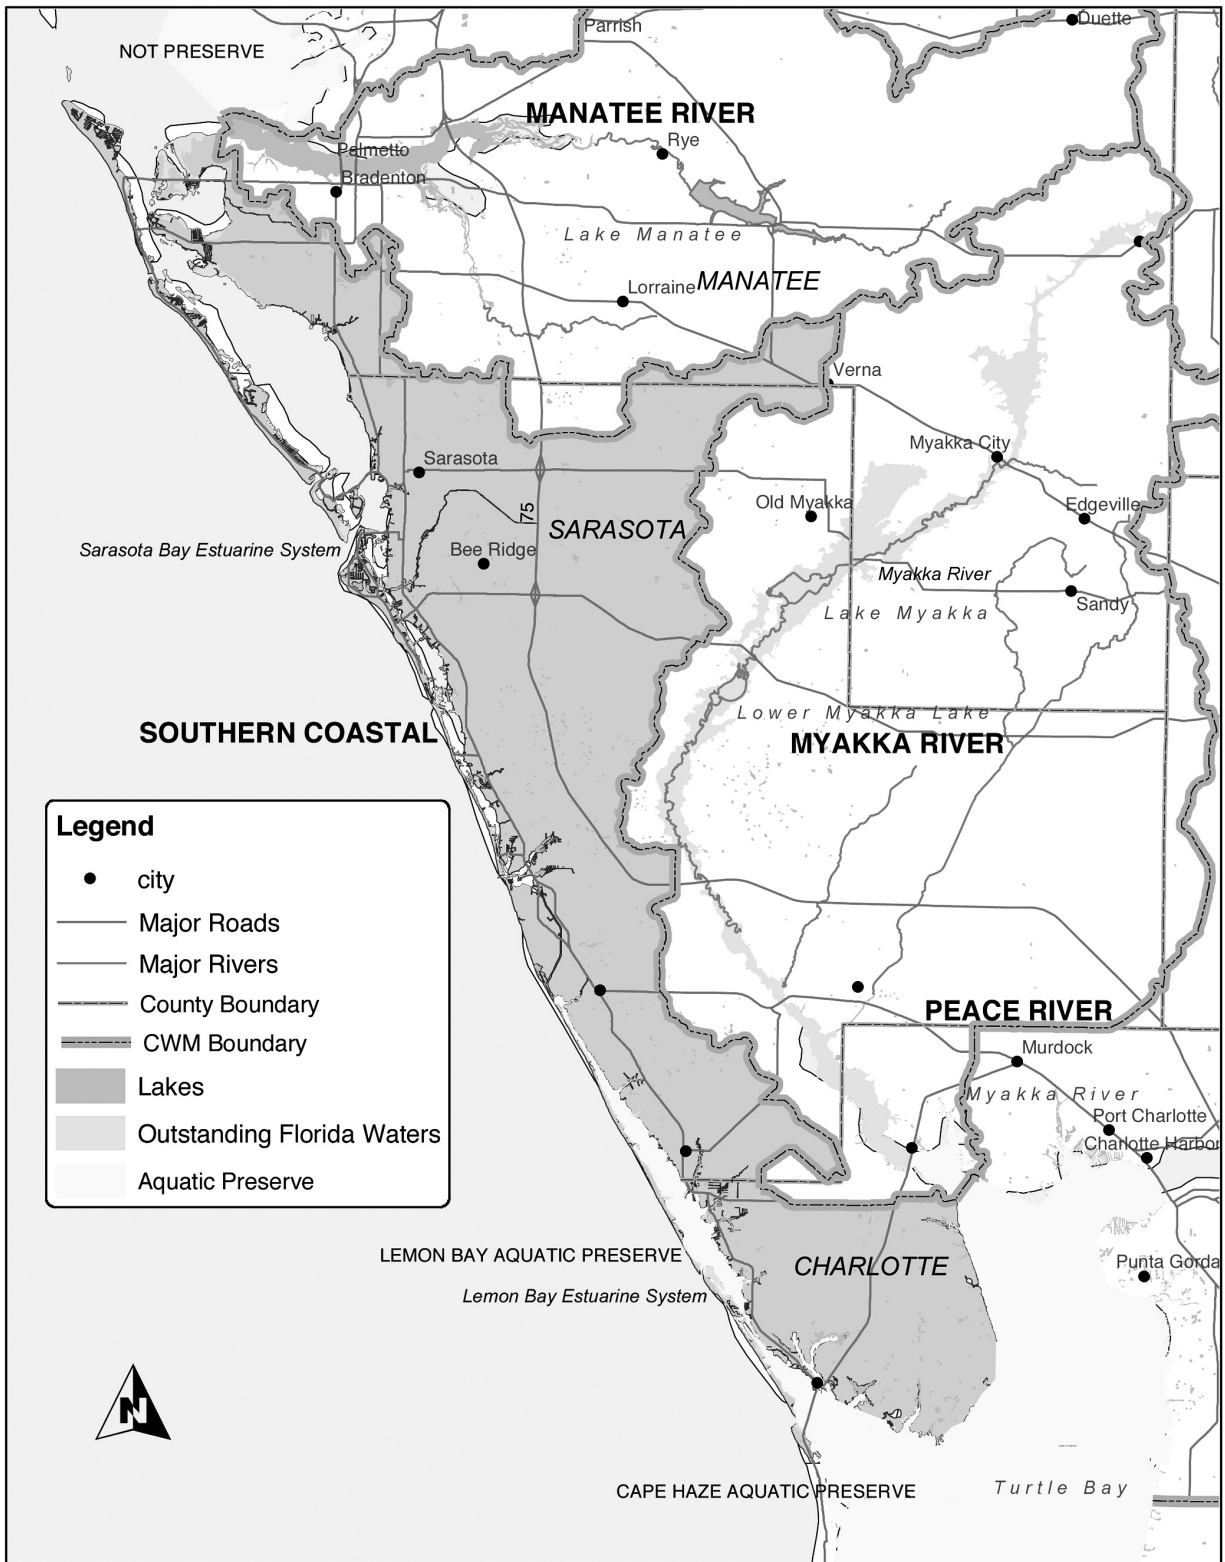 Parrish
Duette
NOT PRESERVE
MANATEE RIVER
Rye
Palmetto
Bradenton
Lake Manatee
Lorraine
MANATEE
Verna
Myakka City
Sarasota
Old Myakka
Edgeville
75
SARASOTA
Sarasota Bay Estuarine System
Bee Ridge
Myakka River
Sandy
Lake Myakka
Lower Myakka Lake
SOUTHERN COASTAL
MYAKKA RIVER
Legend
city
Major Roads
Major Rivers
County Boundary
CWM Boundary
Lakes
Outstanding Florida Waters
Aquatic Preserve
PEACE RIVER
Murdock
Myakka River
Port Charlotte
Charlotte Harbor
LEMON BAY AQUATIC PRESERVE
CHARLOTTE
Punta Gorda
Lemon Bay Estuarine System
N
CAPE HAZE AQUATIC PRESERVE
Turtle Bay